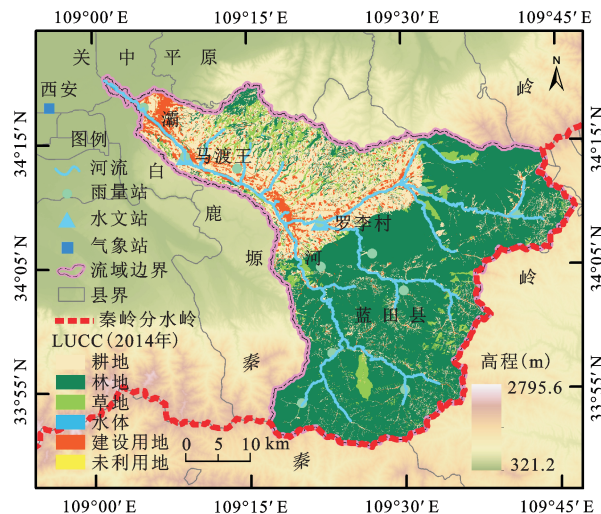 109°00′ E
109°15′ E
109°30′ E
109°45′ E
关中平原
岭
N
西安
灞
34°15′ N
34°15′ N
图例
马渡王
河流
白
雨量站
鹿
水文站
罗李村
气象站
塬
河
34°05′ N
34°05′ N
流域边界
岭
县界
蓝田县
秦岭分水岭
LUCC(2014年)
秦
高程(m)
耕地
2795.6
林地
33°55′ N
33°55′ N
草地
水体
建设用地
0 5 10 km
未利用地
秦
321.2
109°00′ E
109°15′ E
109°30′ E
109°45′ E